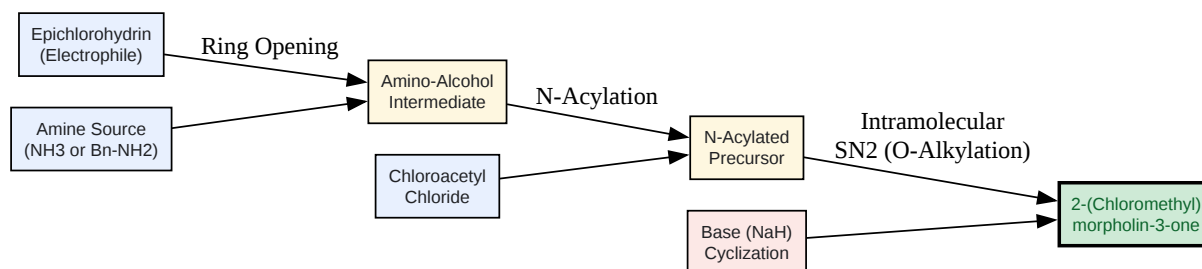 Epichlorohydrin
(Electrophile)
Ring Opening
Amine Source
(NH3 or Bn-NH2)
Amino-Alcohol
Intermediate
N-Acylation
Chloroacetyl
Chloride
N-Acylated
Precursor
Intramolecular
SN2 (O-Alkylation)
Base (NaH)
Cyclization
2-(Chloromethyl)
morpholin-3-one